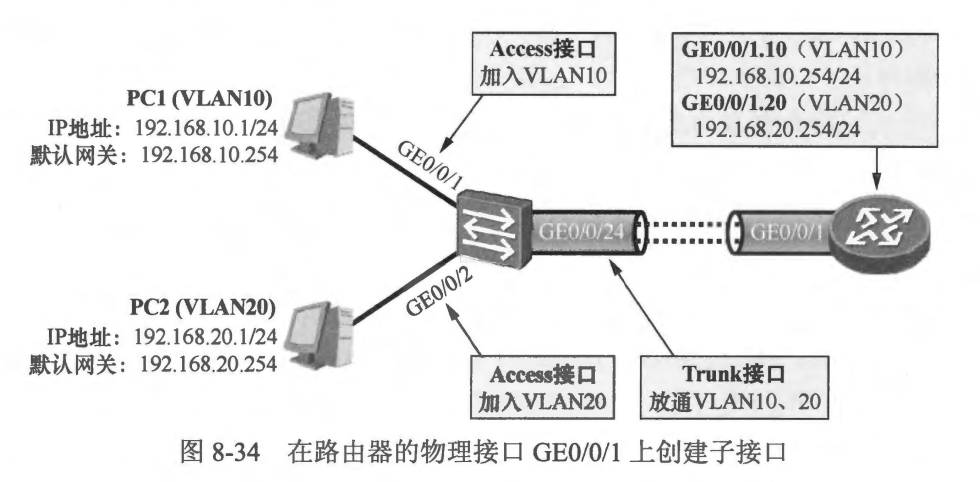 Access接口
加入VLAN10
GE0/0/1.10（VLAN10）
192.168.10.254/24
GE0/0/1.20（VLAN20）
192.168.20.254/24
PC1 (VLAN10)
IP地址：192.168.10.1/24
默认网关：192.168.10.254
GE0/0/1
GE0/0/24
GE0/0/1
GE0/0/2
PC2 (VLAN20)
IP地址：192.168.20.1/24
默认网关：192.168.20.254
Access接口
加入VLAN20
Trunk接口
放通VLAN10、20
图 8-34 在路由器的物理接口 GE0/0/1 上创建子接口